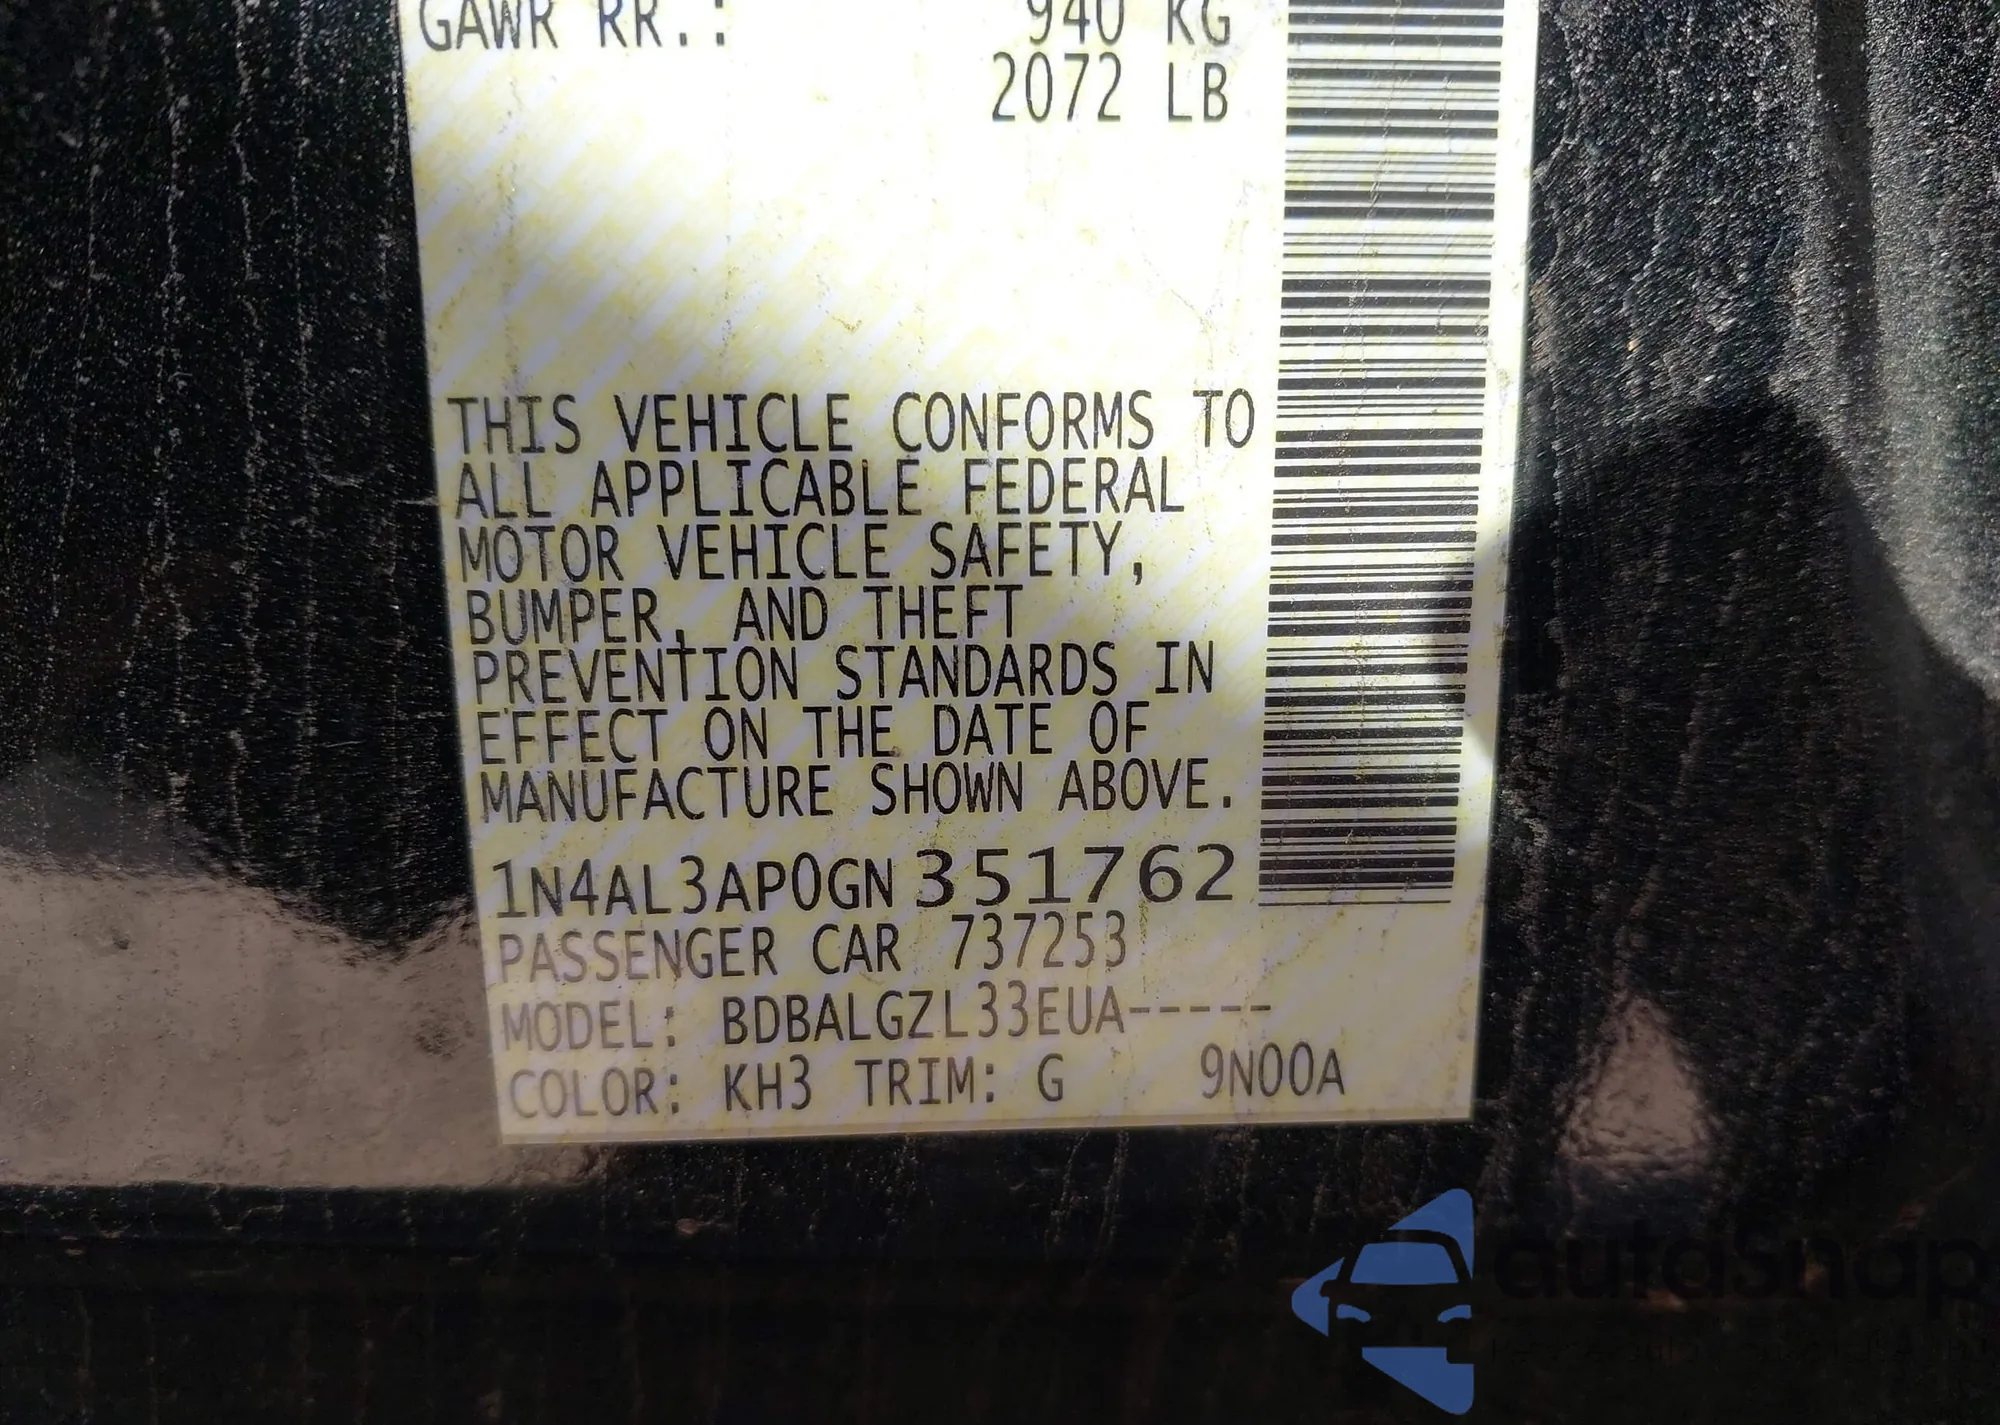 GAWR RR.: 940 KG
2072 LB
THIS VEHICLE CONFORMS TO
ALL APPLICABLE FEDERAL
MOTOR VEHICLE SAFETY,
BUMPER, AND THEFT
PREVENTION STANDARDS IN
EFFECT ON THE DATE OF
MANUFACTURE SHOWN ABOVE.
1N4AL3AP0GN351762
PASSENGER CAR 737253
MODEL: BDBALGZL33EUA-----
COLOR: KH3 TRIM: G 9N00A
autoSnap